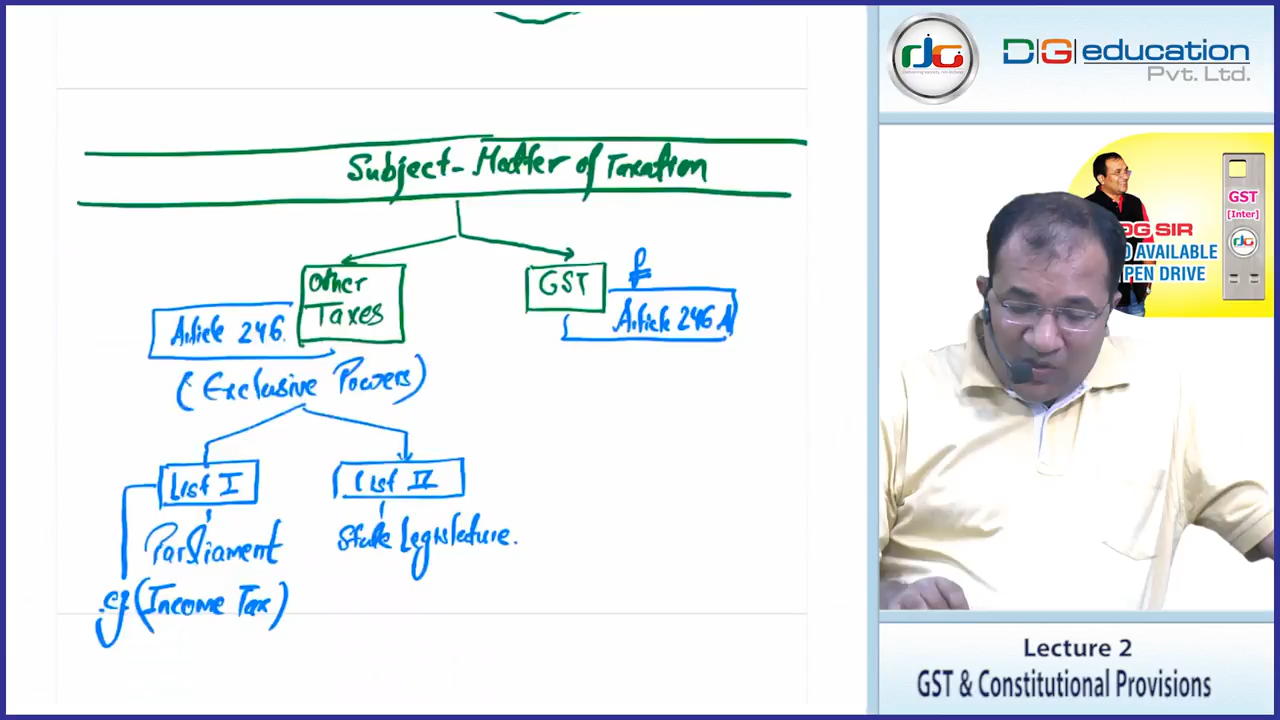 Subject-Matter of Taxation
Other
Taxes
GST
Article 246.
Article 246 A
(Exclusive Powers)
List I
List II
Parliament
State Legislature.
eg (Income Tax)
DG education
Pvt. Ltd.
DG SIR
AVAILABLE
PEN DRIVE
GST
[Inter]
Lecture 2
GST & Constitutional Provisions